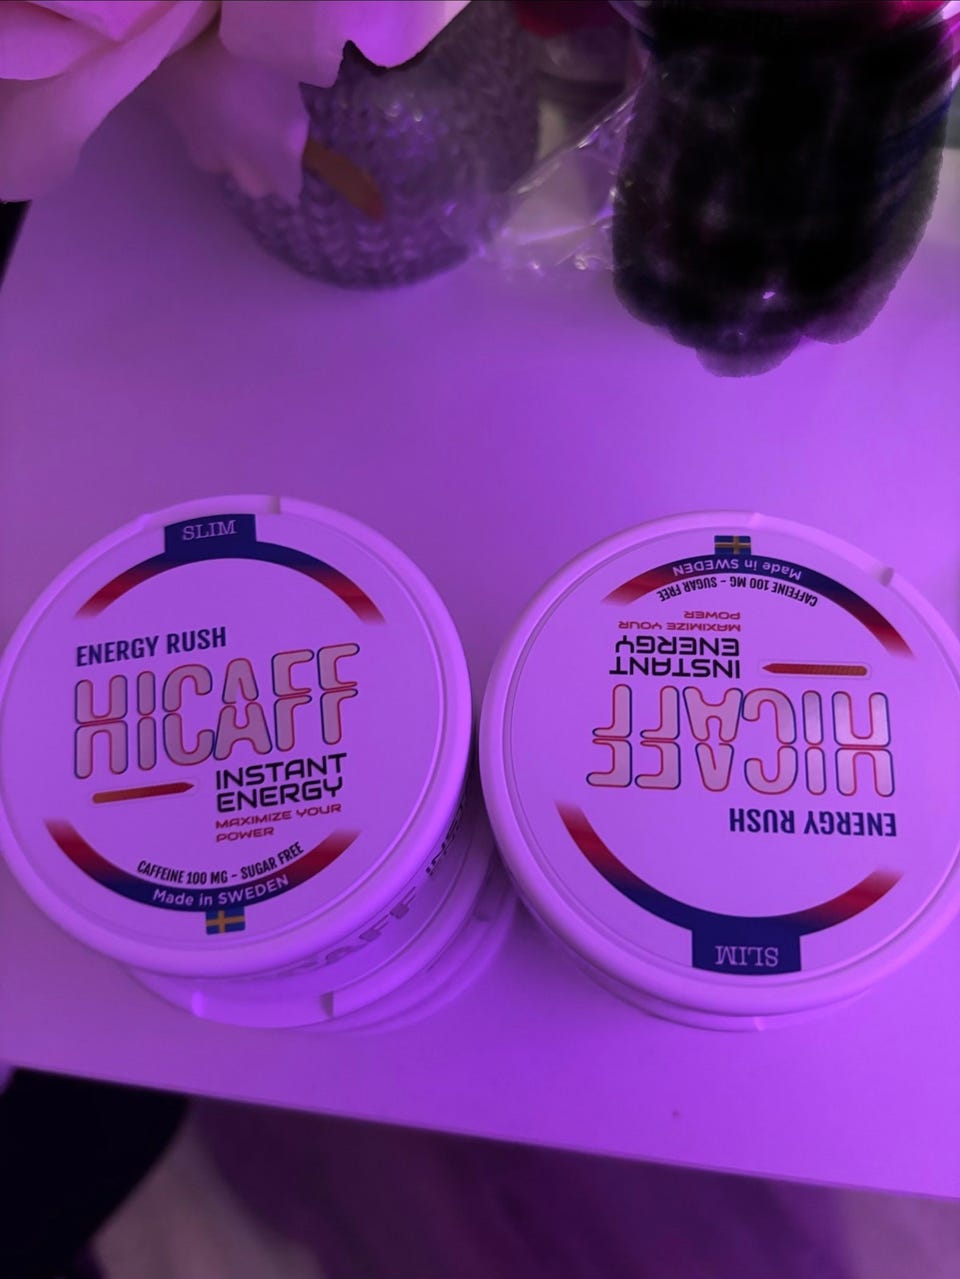 SLIM
ENERGY RUSH
HICAFF
INSTANT
ENERGY
MAXIMIZE YOUR
POWER
CAFFEINE 100 MG - SUGAR FREE
Made in SWEDEN
SLIM
ENERGY RUSH
HICAFF
INSTANT
ENERGY
MAXIMIZE YOUR
POWER
CAFFEINE 100 MG - SUGAR FREE
Made in SWEDEN